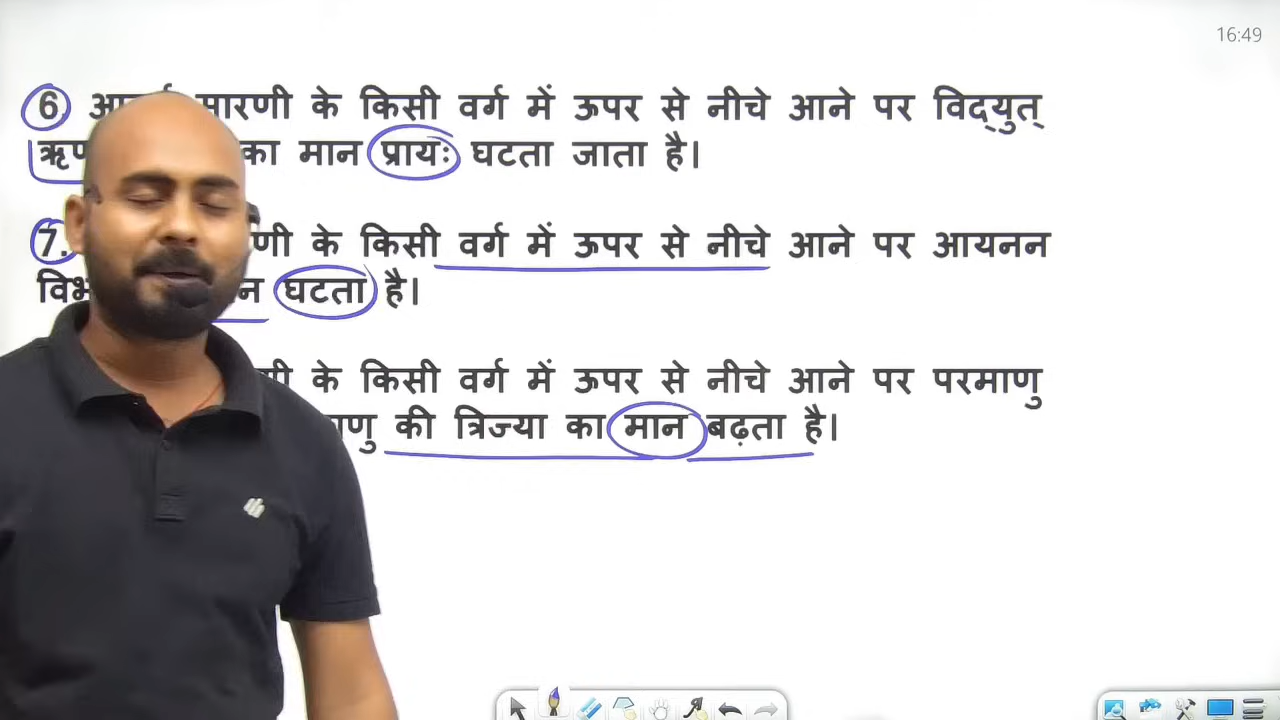 16:49
6 सारणी के किसी वर्ग में ऊपर से नीचे आने पर विद्युत्
का मान प्रायः घटता जाता है।
7. के किसी वर्ग में ऊपर से नीचे आने पर आयनन
घटता है।
के किसी वर्ग में ऊपर से नीचे आने पर परमाणु
की त्रिज्या का मान बढ़ता है।